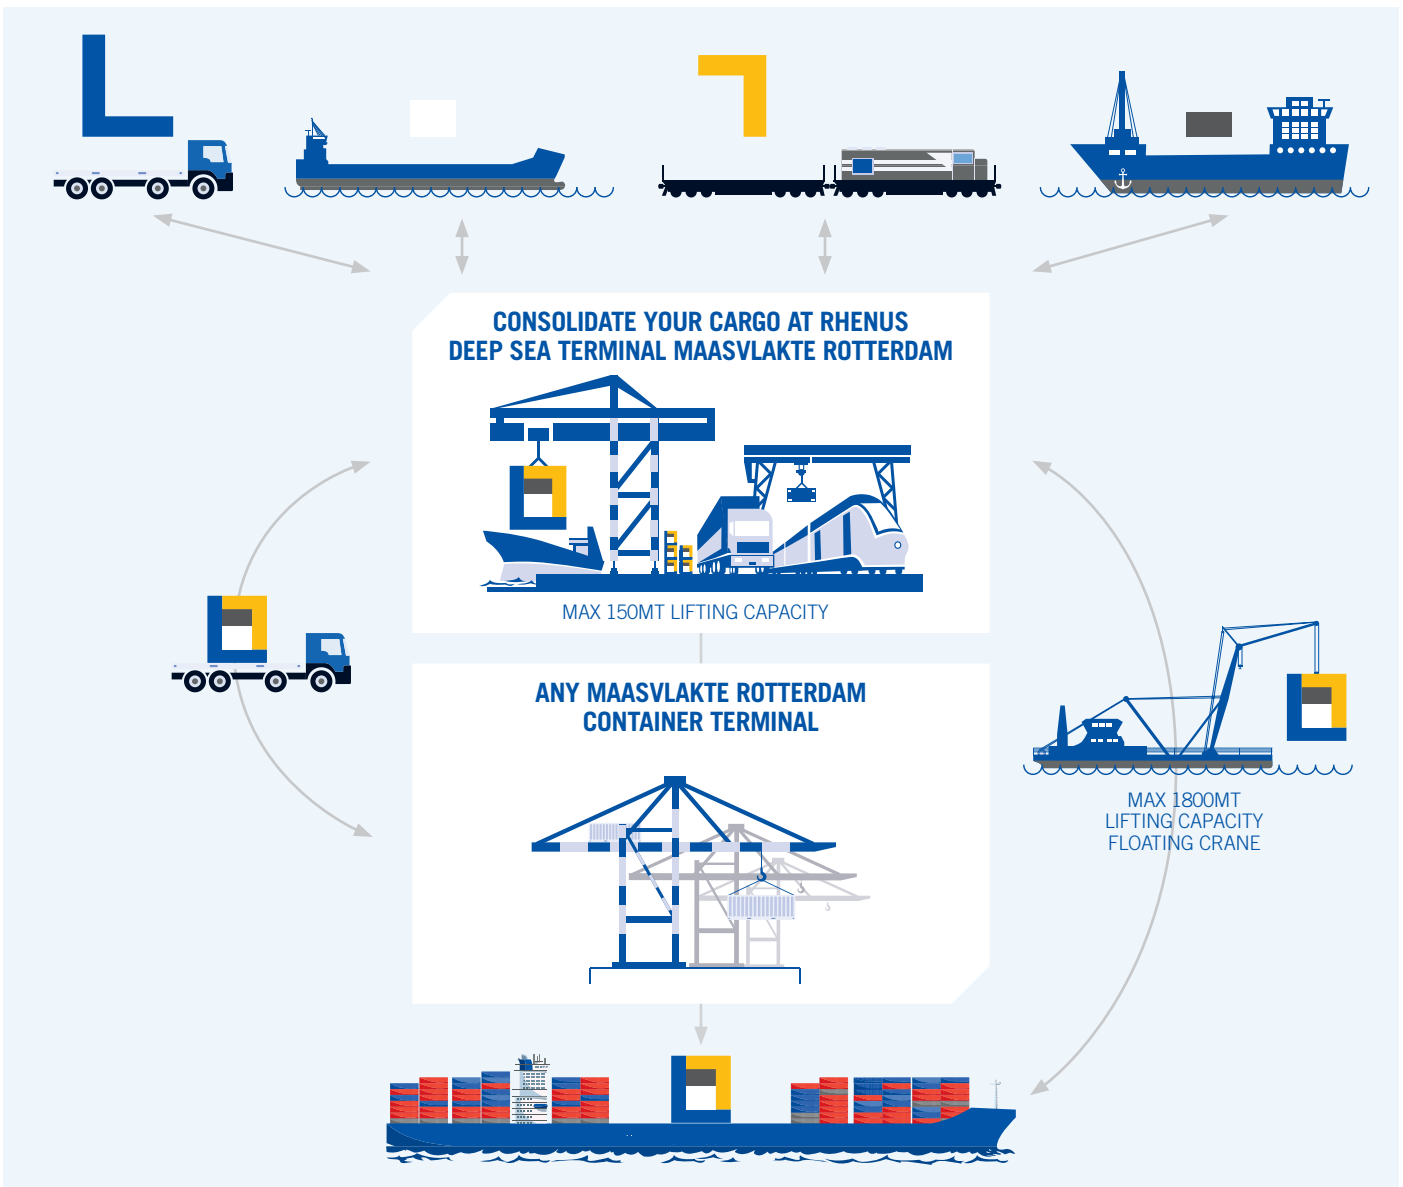 CONSOLIDATE YOUR CARGO AT RHENUS
DEEP SEA TERMINAL MAASVLAKTE ROTTERDAM
MAX 150MT LIFTING CAPACITY
ANY MAASVLAKTE ROTTERDAM
CONTAINER TERMINAL
MAX 1800MT
LIFTING CAPACITY
FLOATING CRANE